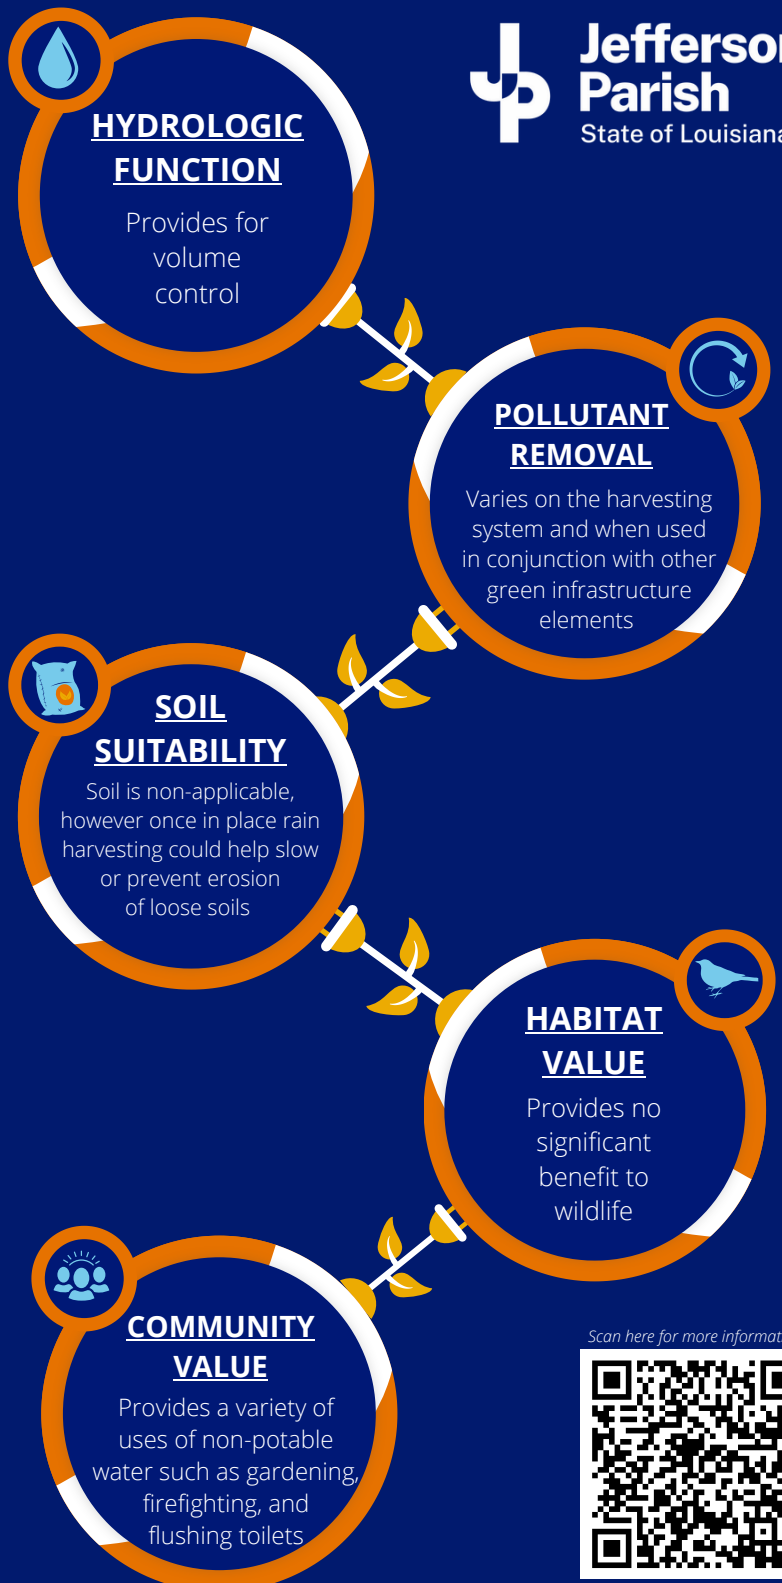 Jefferson
Parish
State of Louisiana
HYDROLOGIC
FUNCTION
Provides for
volume
control
POLLUTANT
REMOVAL
Varies on the harvesting
system and when used
in conjunction with other
green infrastructure
elements
SOIL
SUITABILITY
Soil is non-applicable,
however once in place rain
harvesting could help slow
or prevent erosion
of loose soils
HABITAT
VALUE
Provides no
significant
benefit to
wildlife
COMMUNITY
VALUE
Provides a variety of
uses of non-potable
water such as gardening,
firefighting, and
flushing toilets
Scan here for more informat